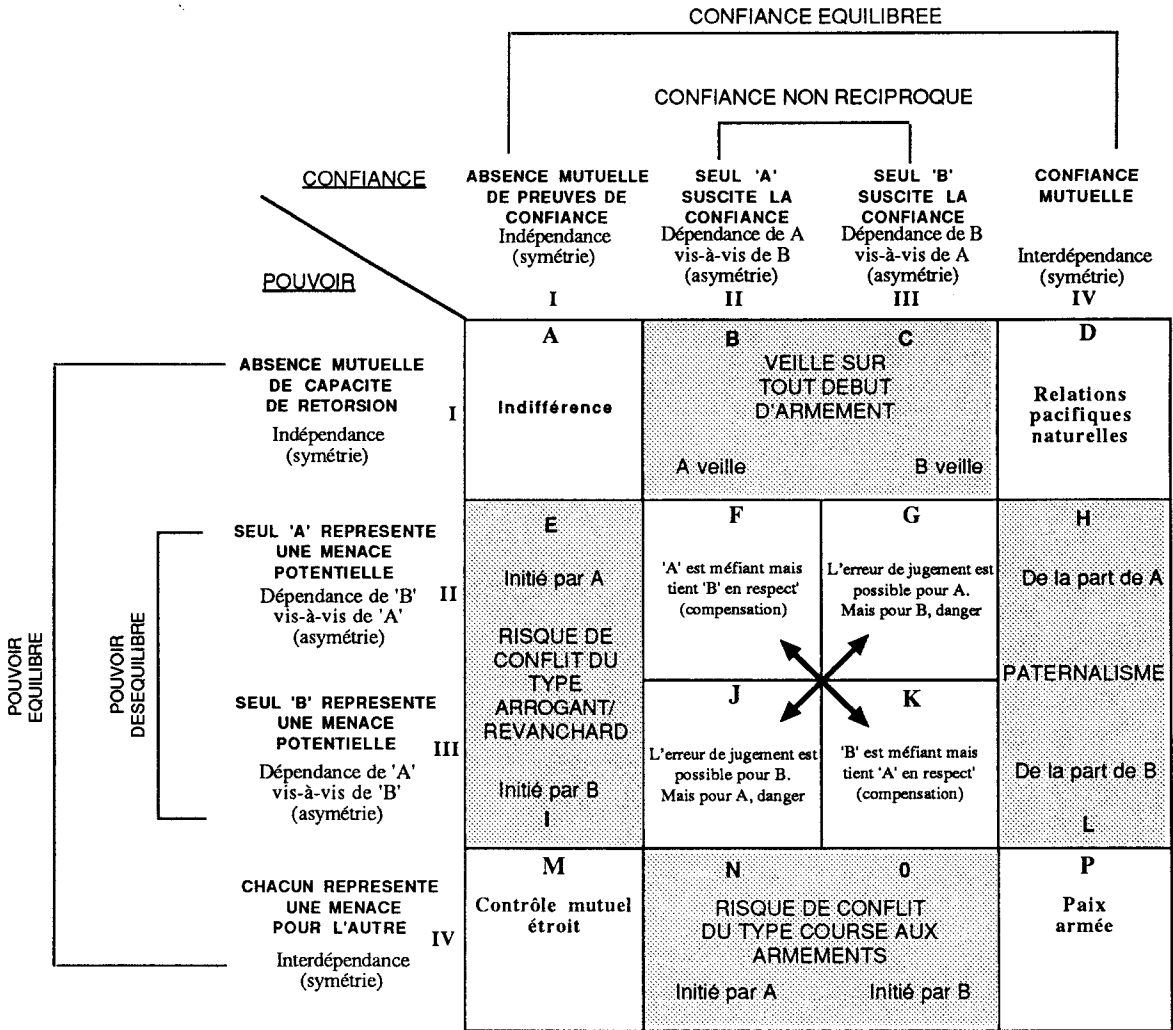 CONFIANCE EQUILIBREE
CONFIANCE NON RECIPROQUE
CONFIANCE
ABSENCE MUTUELLE
DE PREUVES DE
CONFIANCE
Indépendance
(symétrie)
I
SEUL 'A'
SUSCITE LA
CONFIANCE
Dépendance de A
vis-à-vis de B
(asymétrie)
II
SEUL 'B'
SUSCITE LA
CONFIANCE
Dépendance de B
vis-à-vis de A
(asymétrie)
III
CONFIANCE
MUTUELLE
Interdépendance
(symétrie)
IV
POUVOIR
POUVOIR
EQUILIBRE
POUVOIR
DESEQUILIBRE
ABSENCE MUTUELLE
DE CAPACITE
DE RETORSION
I
Indépendance
(symétrie)
A
Indifférence
B
C
VEILLE SUR
TOUT DEBUT
D'ARMEMENT
A veille
B veille
D
Relations
pacifiques
naturelles
SEUL 'A' REPRESENTE
UNE MENACE
POTENTIELLE
II
Dépendance de 'B'
vis-à-vis de 'A'
(asymétrie)
E
Initié par A
RISQUE DE
CONFLIT DU
TYPE
ARROGANT/
REVANCHARD
Initié par B
I
F
'A' est méfiant mais
tient 'B' en respect'
(compensation)
G
L'erreur de jugement est
possible pour A.
Mais pour B, danger
H
De la part de A
PATERNALISME
De la part de B
L
SEUL 'B' REPRESENTE
UNE MENACE
POTENTIELLE
III
Dépendance de 'A'
vis-à-vis de 'B'
(asymétrie)
J
L'erreur de jugement est
possible pour B.
Mais pour A, danger
K
'B' est méfiant mais
tient 'A' en respect'
(compensation)
CHACUN REPRESENTE
UNE MENACE
POUR L'AUTRE
IV
Interdépendance
(symétrie)
M
Contrôle mutuel
étroit
N
0
RISQUE DE CONFLIT
DU TYPE COURSE AUX
ARMEMENTS
Initié par A
Initié par B
P
Paix
armée